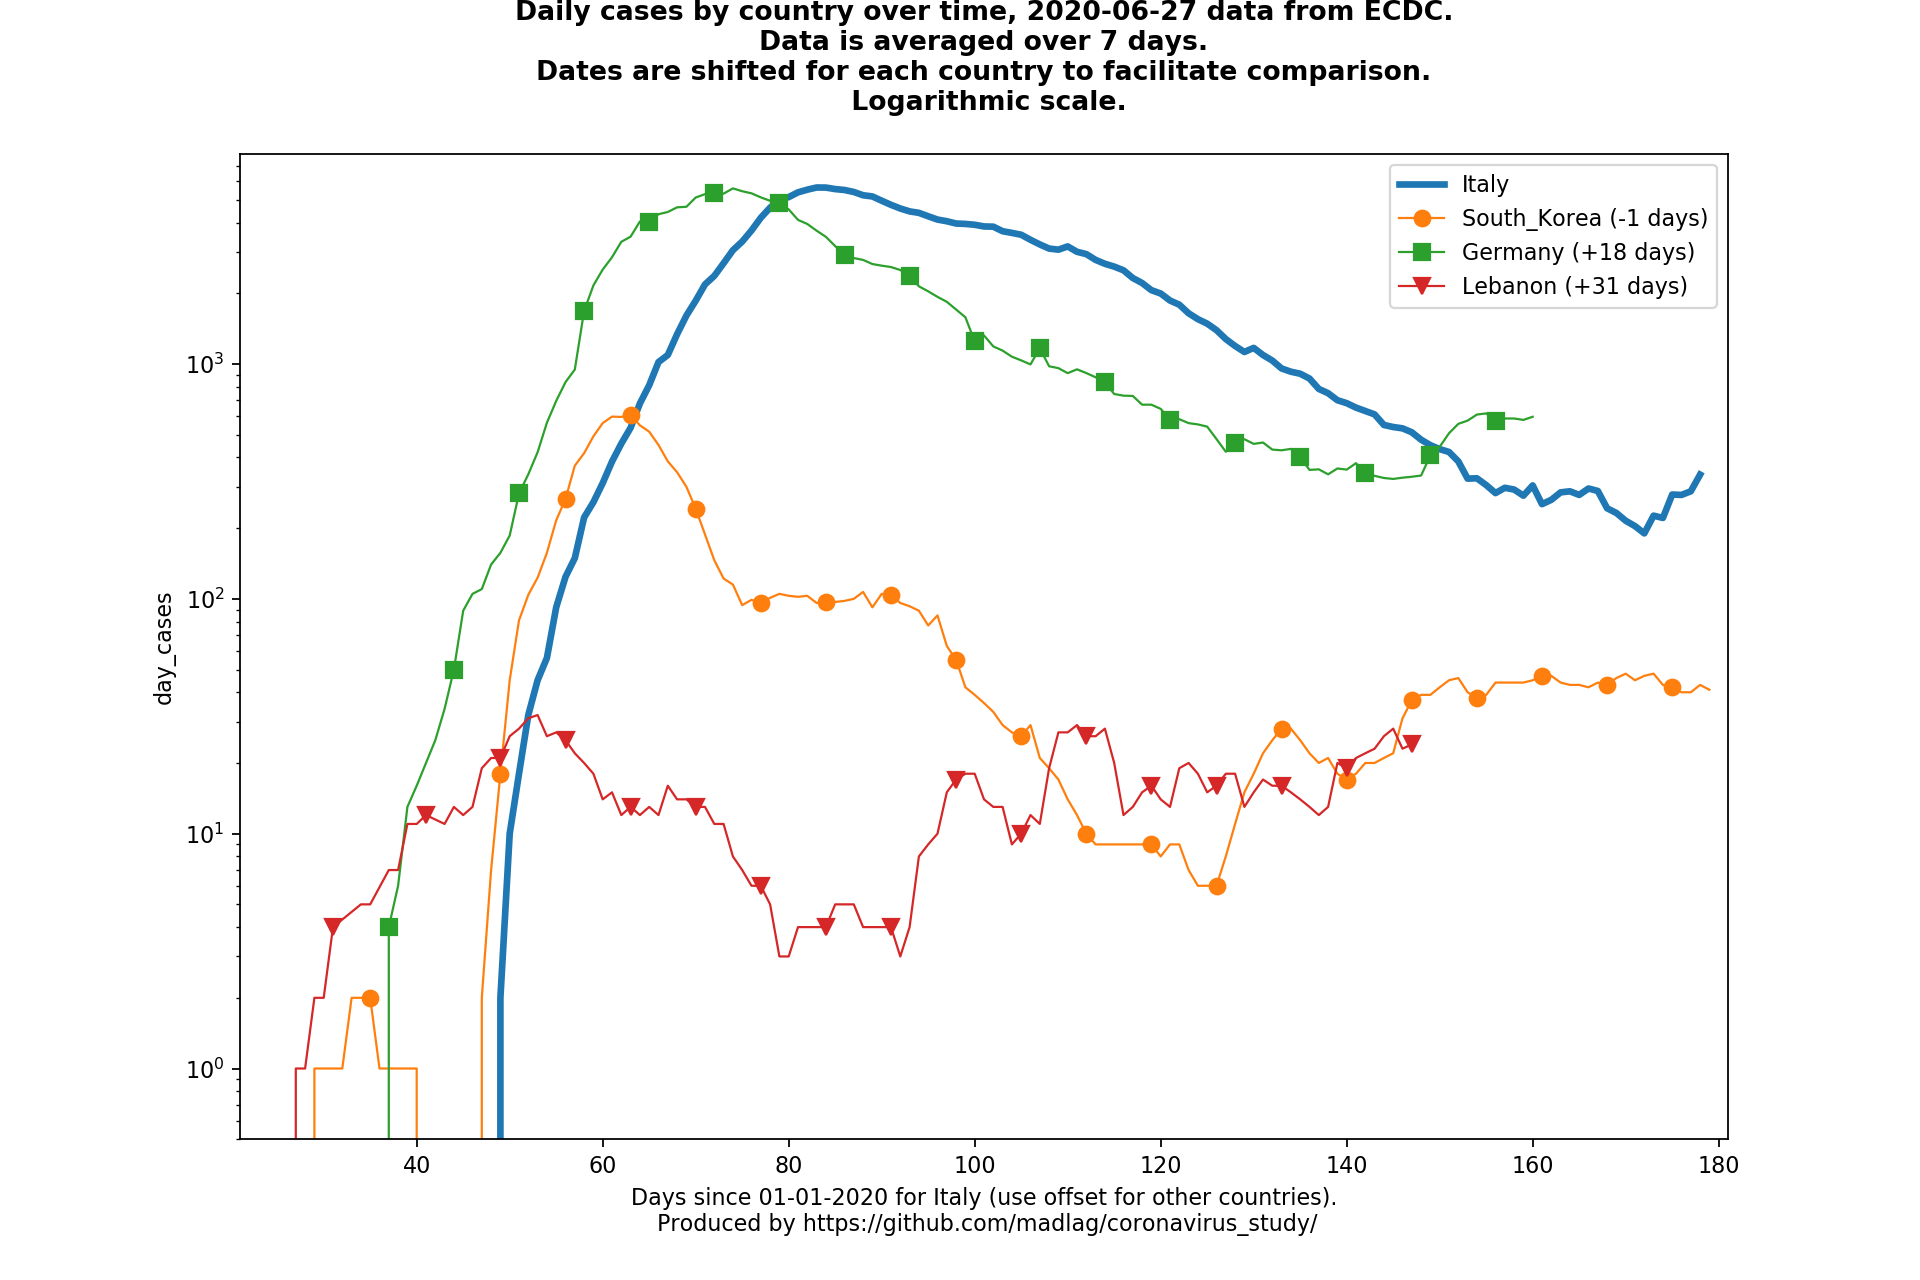 Daily cases by country over time, 2020-06-27 data from ECDC.
Data is averaged over 7 days.
Dates are shifted for each country to facilitate comparison.
Logarithmic scale.
Italy
South_Korea (-1 days)
Germany (+18 days)
Lebanon (+31 days)
10³
10²
10¹
10⁰
day_cases
40 60 80 100 120 140 160 180
Days since 01-01-2020 for Italy (use offset for other countries).
Produced by https://github.com/madlag/coronavirus_study/